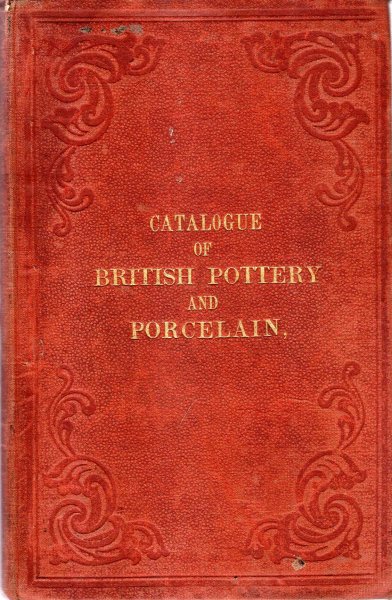 CATALOGUE
OF
BRITISH POTTERY
AND
PORCELAIN.